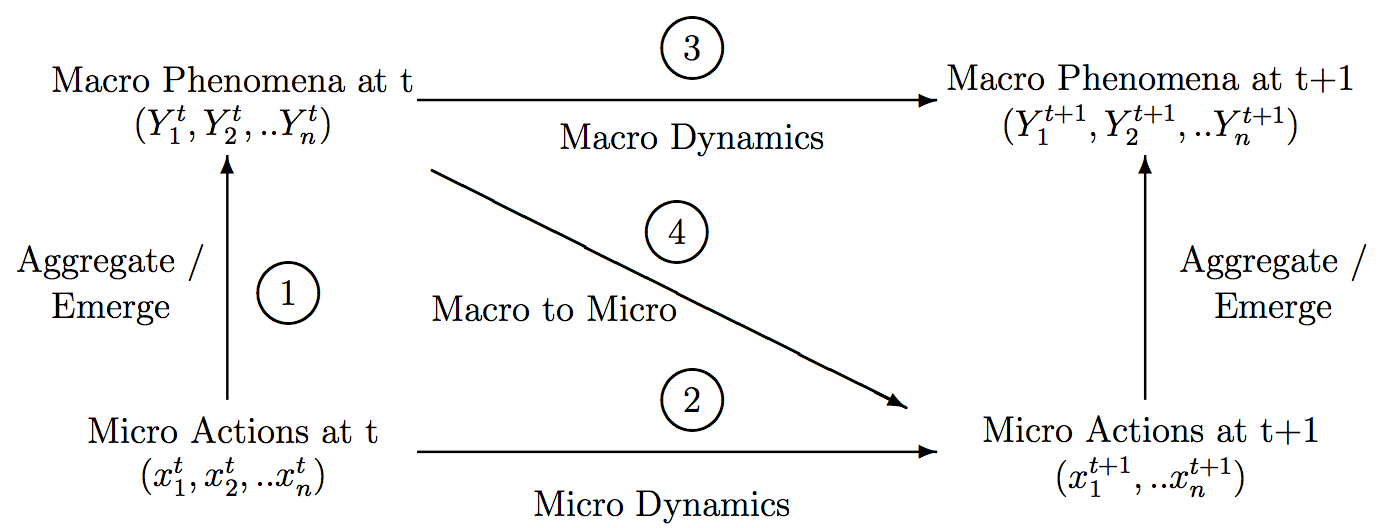 3
Macro Phenomena at t
(Y_1^t, Y_2^t, ..Y_n^t)
Macro Phenomena at t+1
(Y_1^{t+1}, Y_2^{t+1}, ..Y_n^{t+1})
Macro Dynamics
4
Aggregate /
Emerge
1
Macro to Micro
Aggregate /
Emerge
2
Micro Actions at t
(x_1^t, x_2^t, ..x_n^t)
Micro Actions at t+1
(x_1^{t+1}, ..x_n^{t+1})
Micro Dynamics